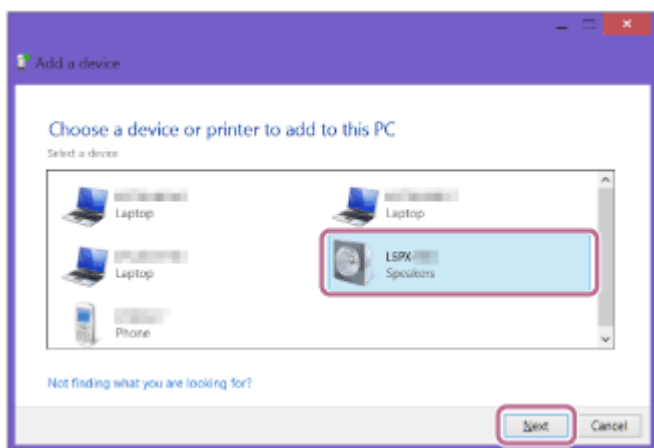 Add a device
Choose a device or printer to add to this PC
Select a device
Laptop
Laptop
Laptop
LSPX-
Speakers
Phone
Not finding what you are looking for?
Next
Cancel